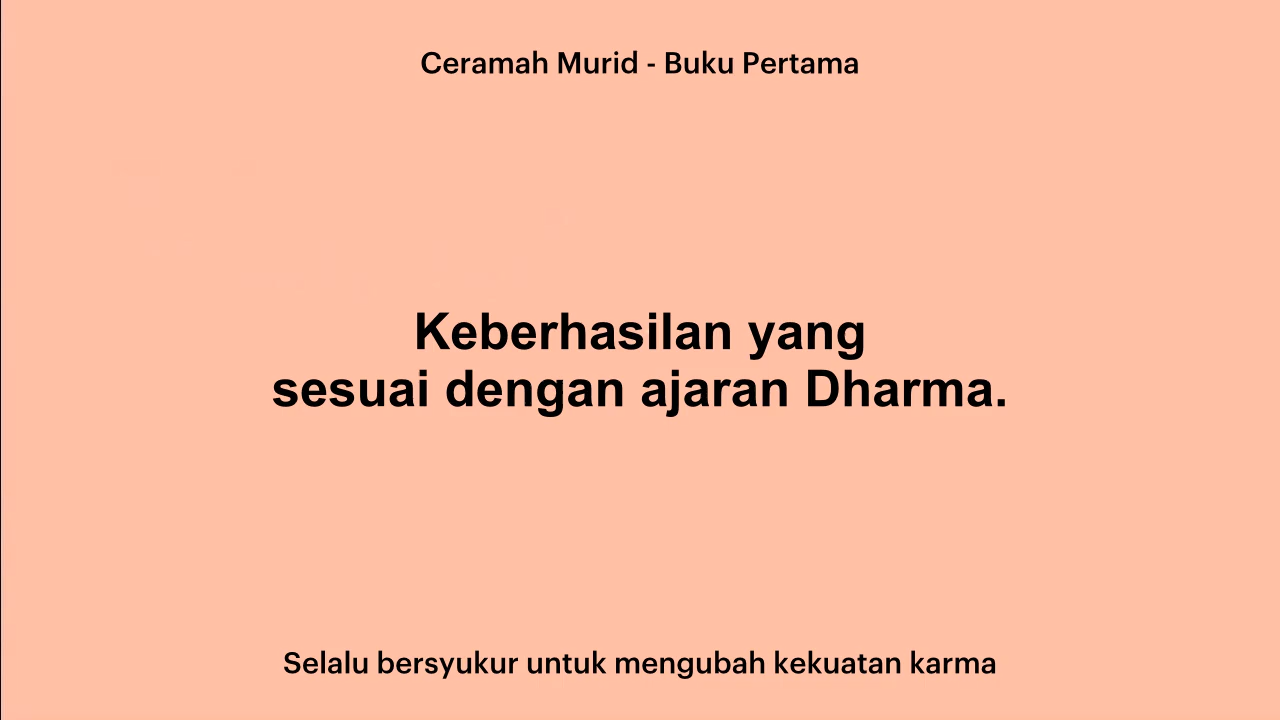 Ceramah Murid - Buku Pertama
Keberhasilan yang
sesuai dengan ajaran Dharma.
Selalu bersyukur untuk mengubah kekuatan karma